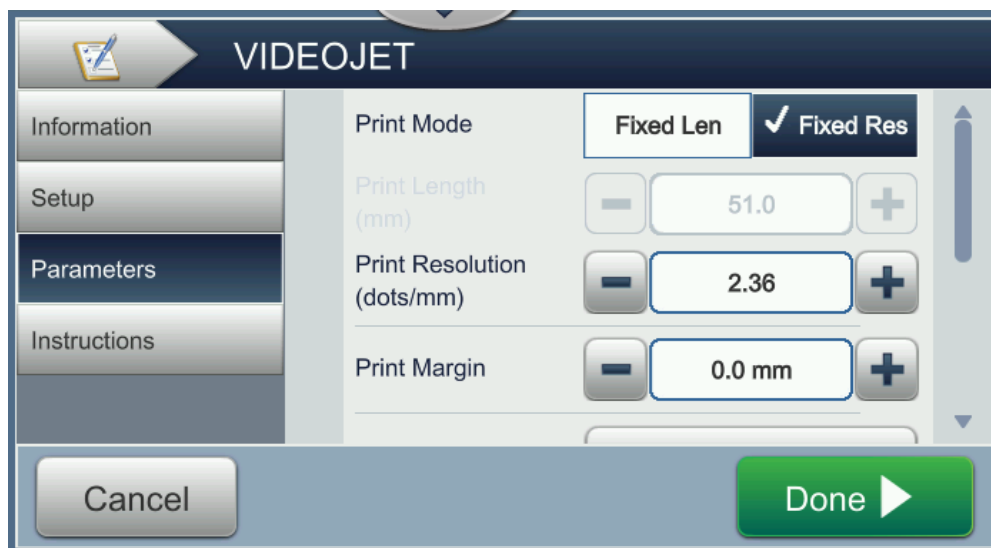 VIDEOJET
Information
Setup
Parameters
Instructions
Print Mode
Fixed Len
Fixed Res
Print Length
(mm)
51.0
Print Resolution
(dots/mm)
2.36
Print Margin
0.0 mm
Cancel
Done